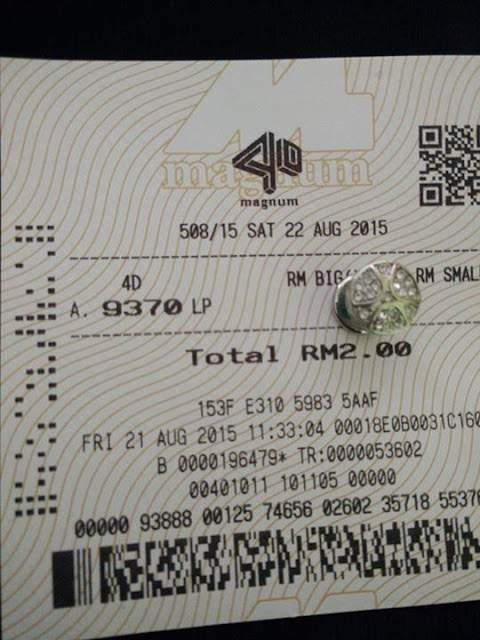 magnum
4D
magnum
508/15 SAT 22 AUG 2015
4D RM BIG RM SMAL
A. 9370 LP
Total RM2.00
153F E310 5983 5AAF
FRI 21 AUG 2015 11:33:04 00018E0B0031C160
B 0000196479* TR:0000053602
00401011 101105 00000
00000 93888 00125 74656 02602 35718 5537